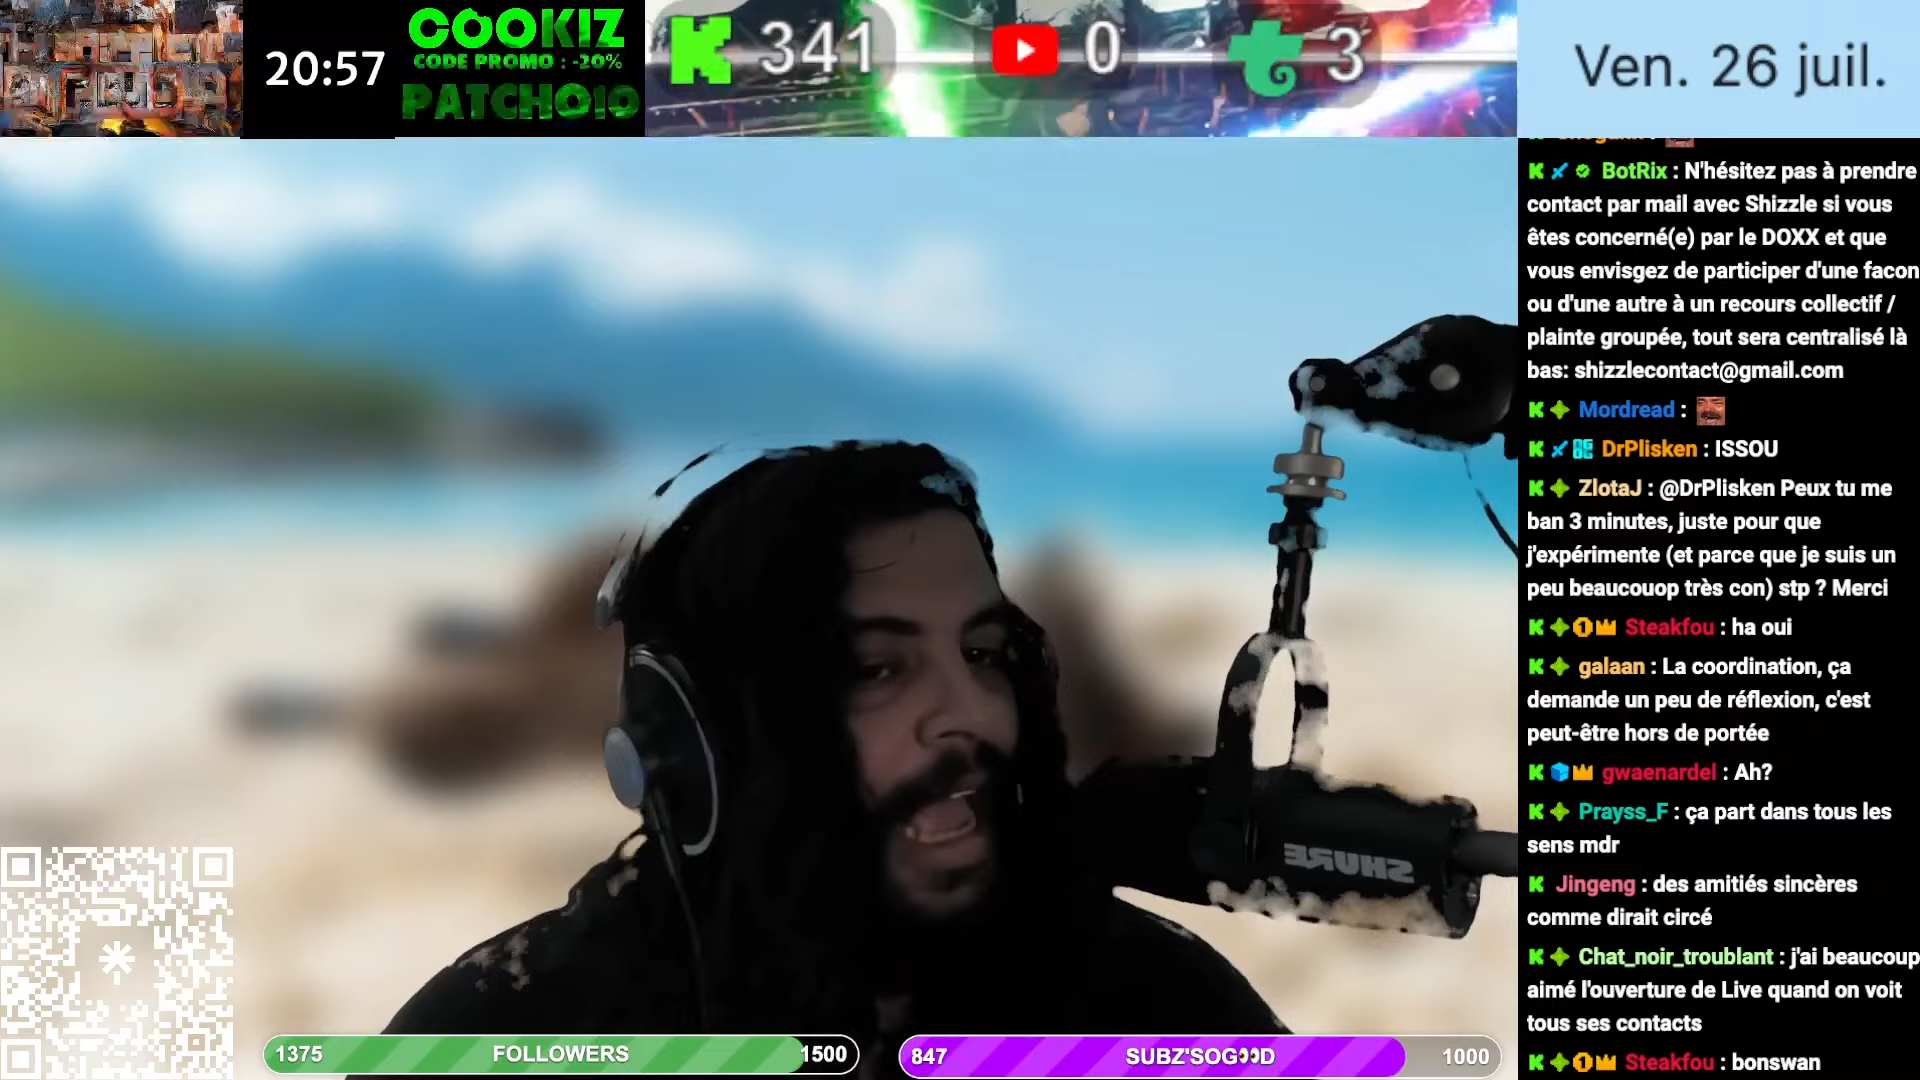 20:57
COOKIZ
CODE PROMO : -20%
PATCHO10
341
0
3
Ven. 26 juil.
BotRix : N'hésitez pas à prendre
contact par mail avec Shizzle si vous
êtes concerné(e) par le DOXX et que
vous envisgez de participer d'une facon
ou d'une autre à un recours collectif /
plainte groupée, tout sera centralisé là
bas: shizzlecontact@gmail.com
Mordread :
DrPlisken : ISSOU
ZlotaJ : @DrPlisken Peux tu me
ban 3 minutes, juste pour que
j'expérimente (et parce que je suis un
peu beaucouop très con) stp ? Merci
Steakfou : ha oui
galaan : La coordination, ça
demande un peu de réflexion, c'est
peut-être hors de portée
gwaenardel : Ah?
Prayss_F : ça part dans tous les
sens mdr
Jingeng : des amitiés sincères
comme dirait circé
Chat_noir_troublant : j'ai beaucoup
aimé l'ouverture de Live quand on voit
tous ses contacts
Steakfou : bonswan
SHURE
1375 FOLLOWERS 1500
847 SUBZ'SOG👀D 1000